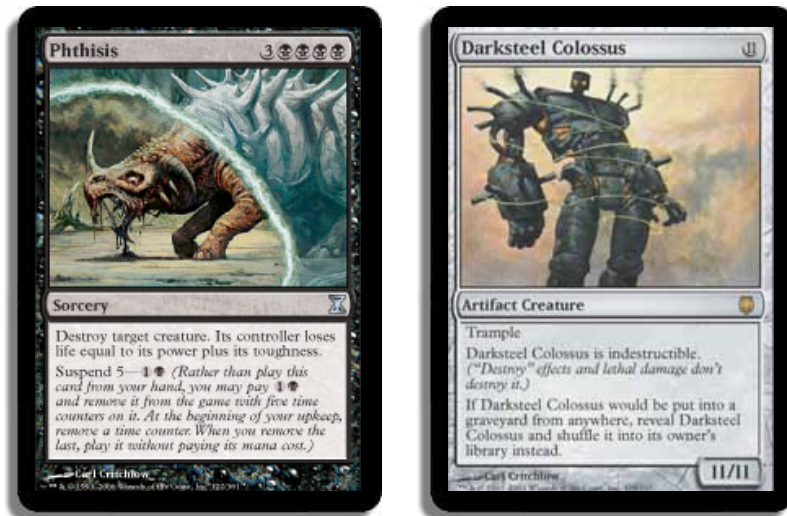 Phthisis
3
Sorcery
Destroy target creature. Its controller loses
life equal to its power plus its toughness.
Suspend 5—1 (Rather than play this
card from your hand, you may pay 1
and remove it from the game with five time
counters on it. At the beginning of your upkeep,
remove a time counter. When you remove the
last, play it without paying its mana cost.)
Carl Critchlow
Darksteel Colossus
11
Artifact Creature
Trample
Darksteel Colossus is indestructible.
("Destroy" effects and lethal damage don't
destroy it.)
If Darksteel Colossus would be put into a
graveyard from anywhere, reveal Darksteel
Colossus and shuffle it into its owner's
library instead.
Carl Critchlow
11/11